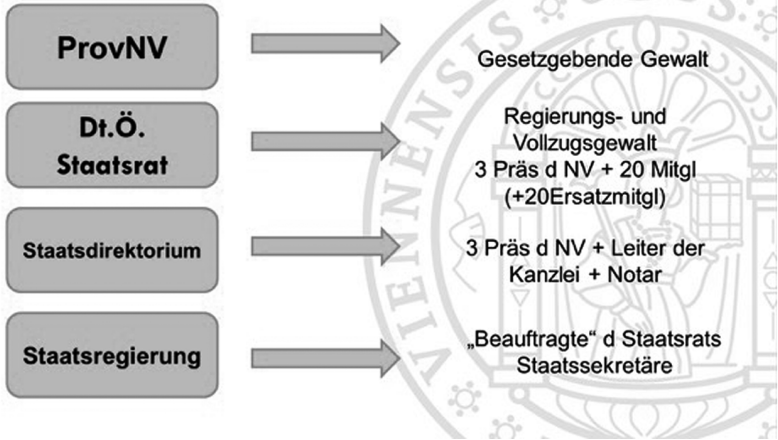 ProvNV
Gesetzgebende Gewalt
Dt.Ö.
Staatsrat
Regierungs- und
Vollzugsgewalt
3 Präs d NV + 20 Mitgl
(+20Ersatzmitgl)
Staatsdirektorium
3 Präs d NV + Leiter der
Kanzlei + Notar
Staatsregierung
„Beauftragte“ d Staatsrats
Staatssekretäre
VIENNENSIS